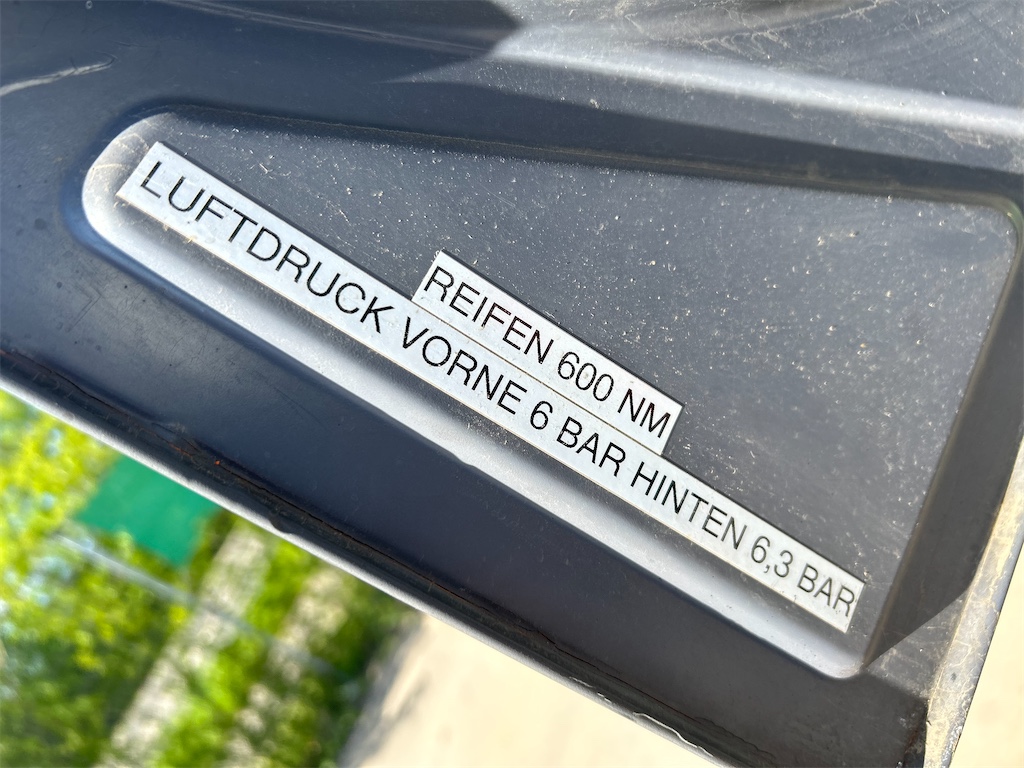 REIFEN 600 NM
LUFTDRUCK VORNE 6 BAR HINTEN 6,3 BAR